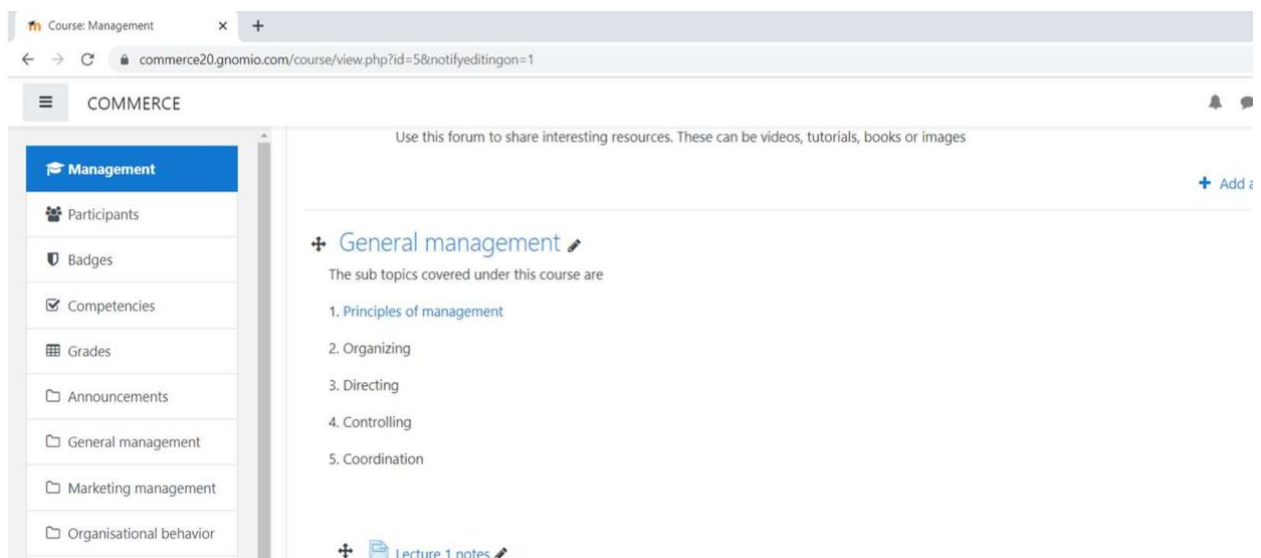 Course: Management
commerce20.gnomio.com/course/view.php?id=5&notifyeditingon=1
COMMERCE
Use this forum to share interesting resources. These can be videos, tutorials, books or images
Management
+ Add a
Participants
General management
Badges
The sub topics covered under this course are
Competencies
1. Principles of management
Grades
2. Organizing
3. Directing
Announcements
4. Controlling
General management
5. Coordination
Marketing management
Organisational behavior
Lecture 1 notes